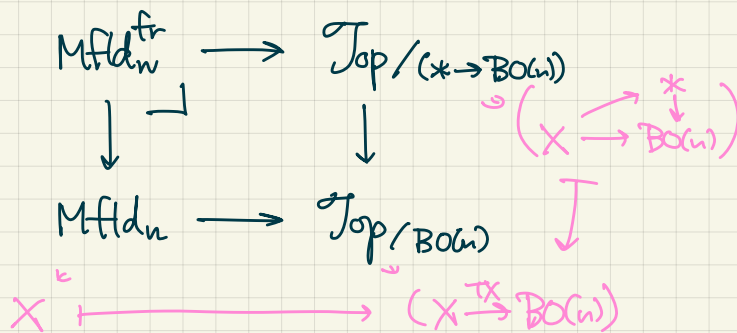 Mfld_n^fr → Top/(*→BO(n))
(X → * ↓ X → BO(n))
Mfld_n → Top/BO(n)
X ↦ (X →^{TX} BO(n))